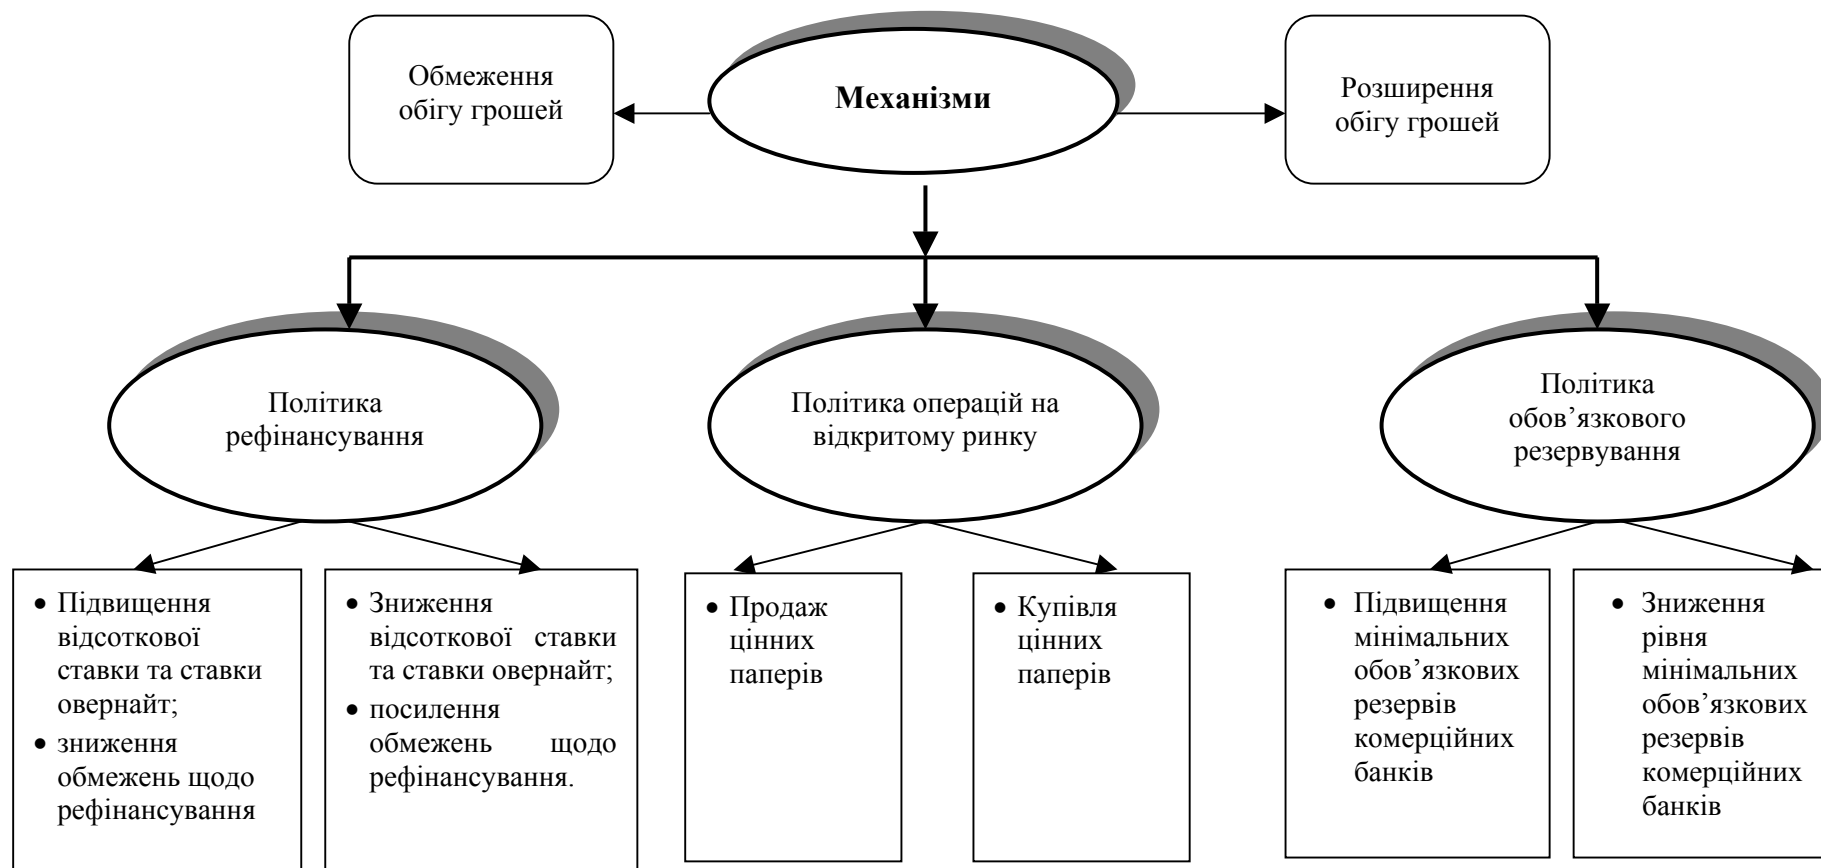 Обмеження
обігу грошей
Механізми
Розширення
обігу грошей
Політика
рефінансування
Політика операцій на
відкритому ринку
Політика
обов’язкового
резервування
• Підвищення
відсоткової
ставки та ставки
овернайт;
• зниження
обмежень щодо
рефінансування
• Зниження
відсоткової ставки
та ставки овернайт;
• посилення
обмежень щодо
рефінансування.
• Продаж
цінних
паперів
• Купівля
цінних
паперів
• Підвищення
мінімальних
обов’язкових
резервів
комерційних
банків
• Зниження
рівня
мінімальних
обов’язкових
резервів
комерційних
банків